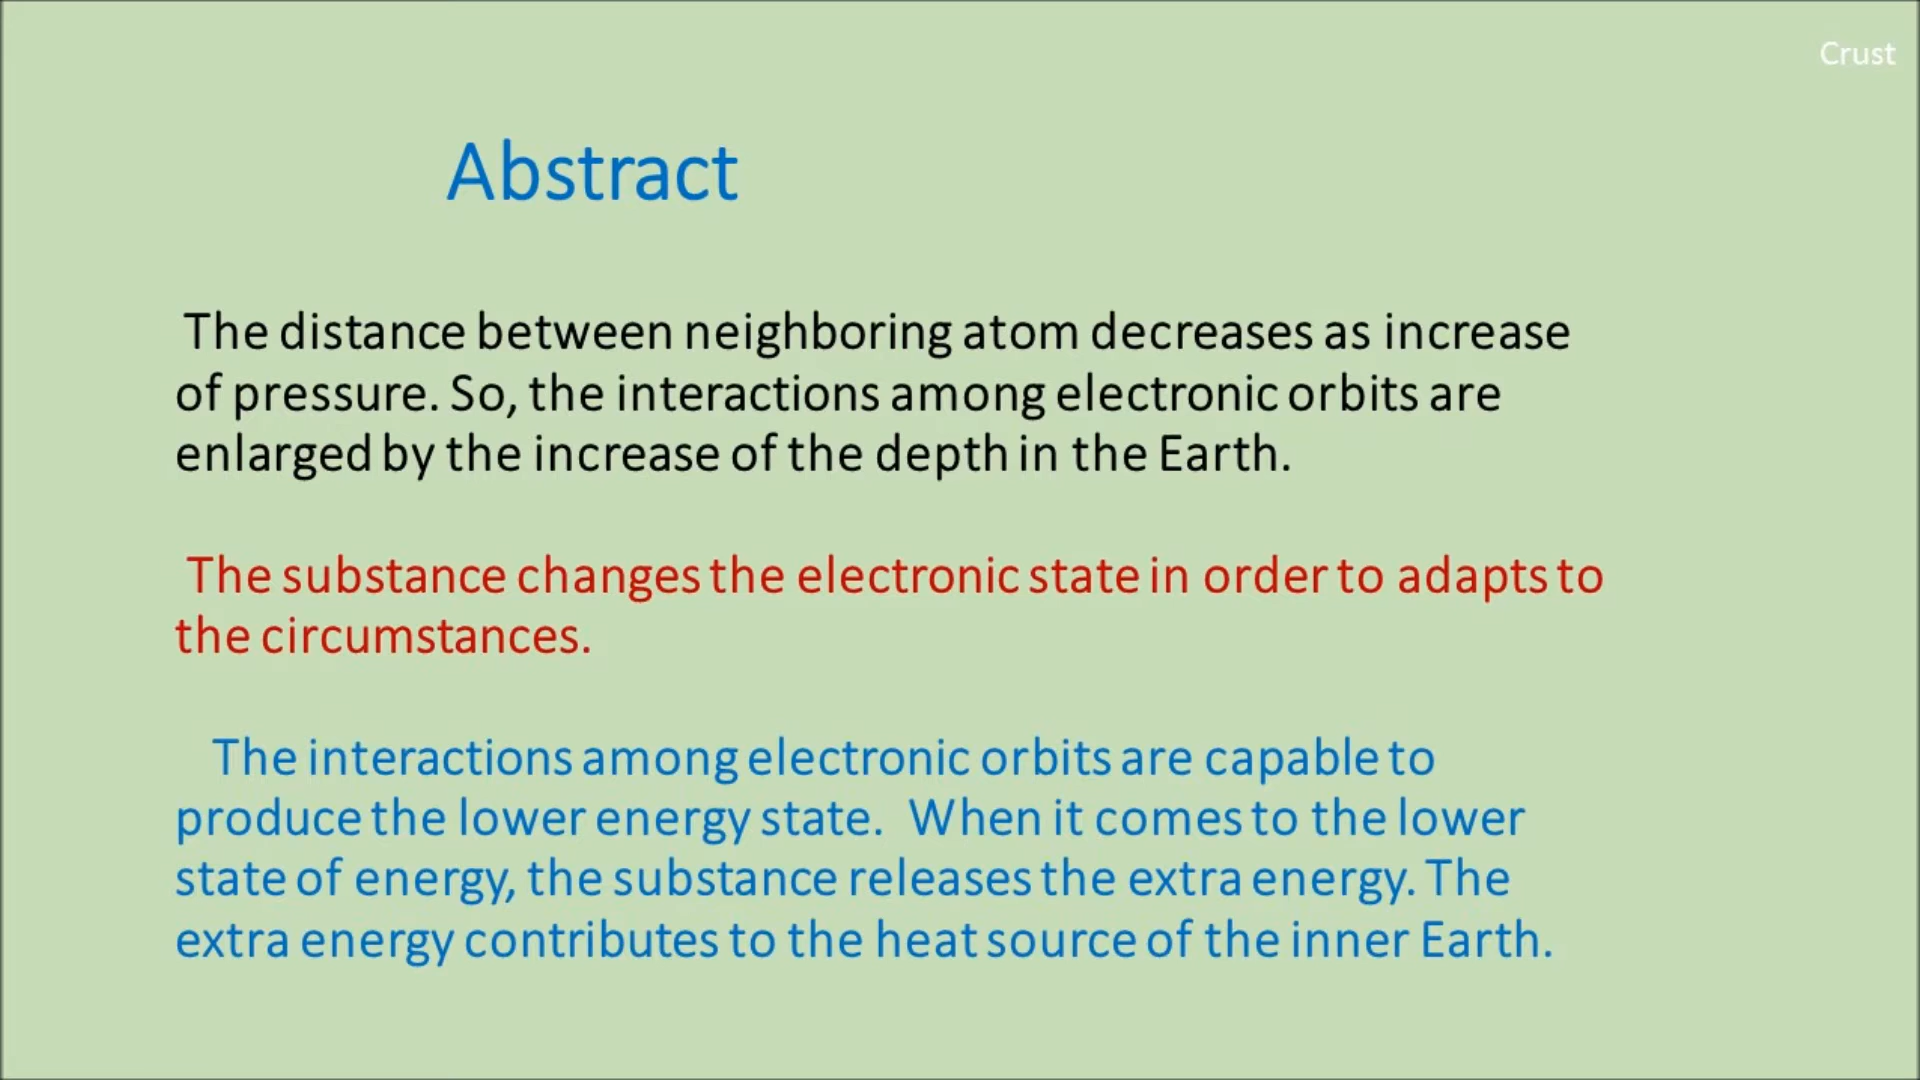 Crust
Abstract
The distance between neighboring atom decreases as increase
of pressure. So, the interactions among electronic orbits are
enlarged by the increase of the depth in the Earth.
The substance changes the electronic state in order to adapts to
the circumstances.
The interactions among electronic orbits are capable to
produce the lower energy state. When it comes to the lower
state of energy, the substance releases the extra energy. The
extra energy contributes to the heat source of the inner Earth.